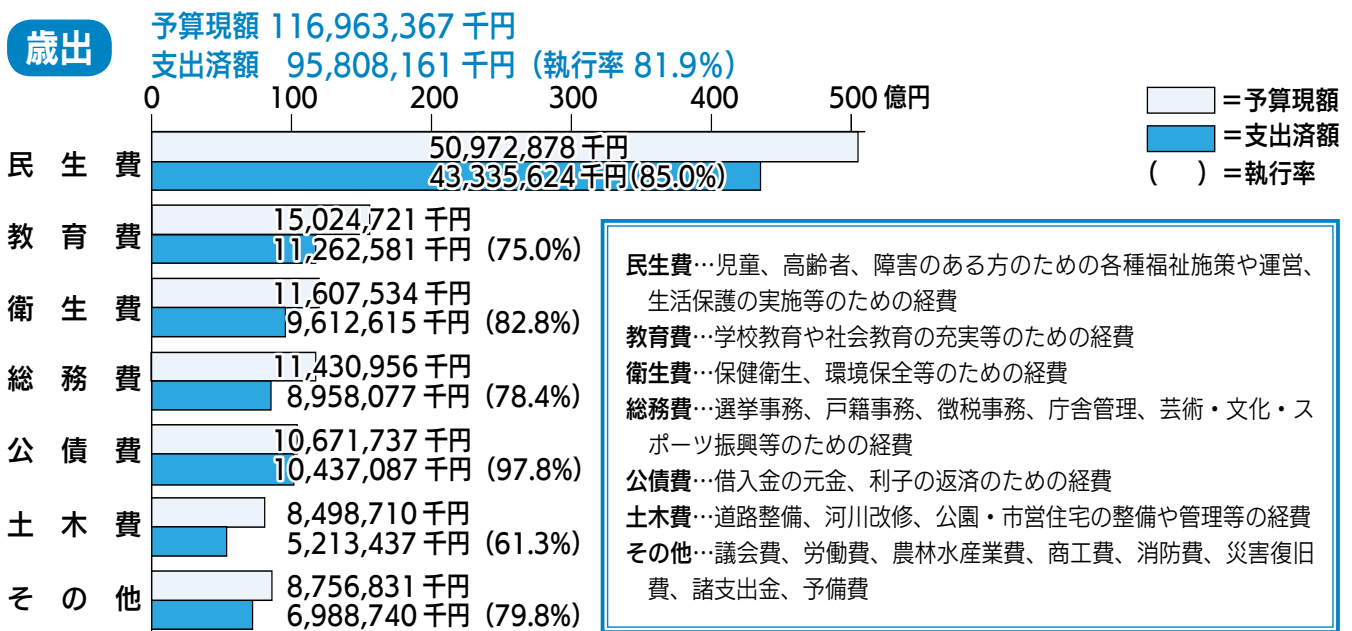 歳出
予算現額 116,963,367 千円
支出済額 95,808,161 千円（執行率 81.9%）
0 100 200 300 400 500 億円
＝予算現額
＝支出済額
（ ）＝執行率
民生費
50,972,878 千円
43,335,624 千円（85.0%）
教育費
15,024,721 千円
11,262,581 千円（75.0%）
衛生費
11,607,534 千円
9,612,615 千円（82.8%）
総務費
11,430,956 千円
8,958,077 千円（78.4%）
公債費
10,671,737 千円
10,437,087 千円（97.8%）
土木費
8,498,710 千円
5,213,437 千円（61.3%）
その他
8,756,831 千円
6,988,740 千円（79.8%）
民生費…児童、高齢者、障害のある方のための各種福祉施策や運営、
生活保護の実施等のための経費
教育費…学校教育や社会教育の充実等のための経費
衛生費…保健衛生、環境保全等のための経費
総務費…選挙事務、戸籍事務、徴税事務、庁舎管理、芸術・文化・ス
ポーツ振興等のための経費
公債費…借入金の元金、利子の返済のための経費
土木費…道路整備、河川改修、公園・市営住宅の整備や管理等の経費
その他…議会費、労働費、農林水産業費、商工費、消防費、災害復旧
費、諸支出金、予備費